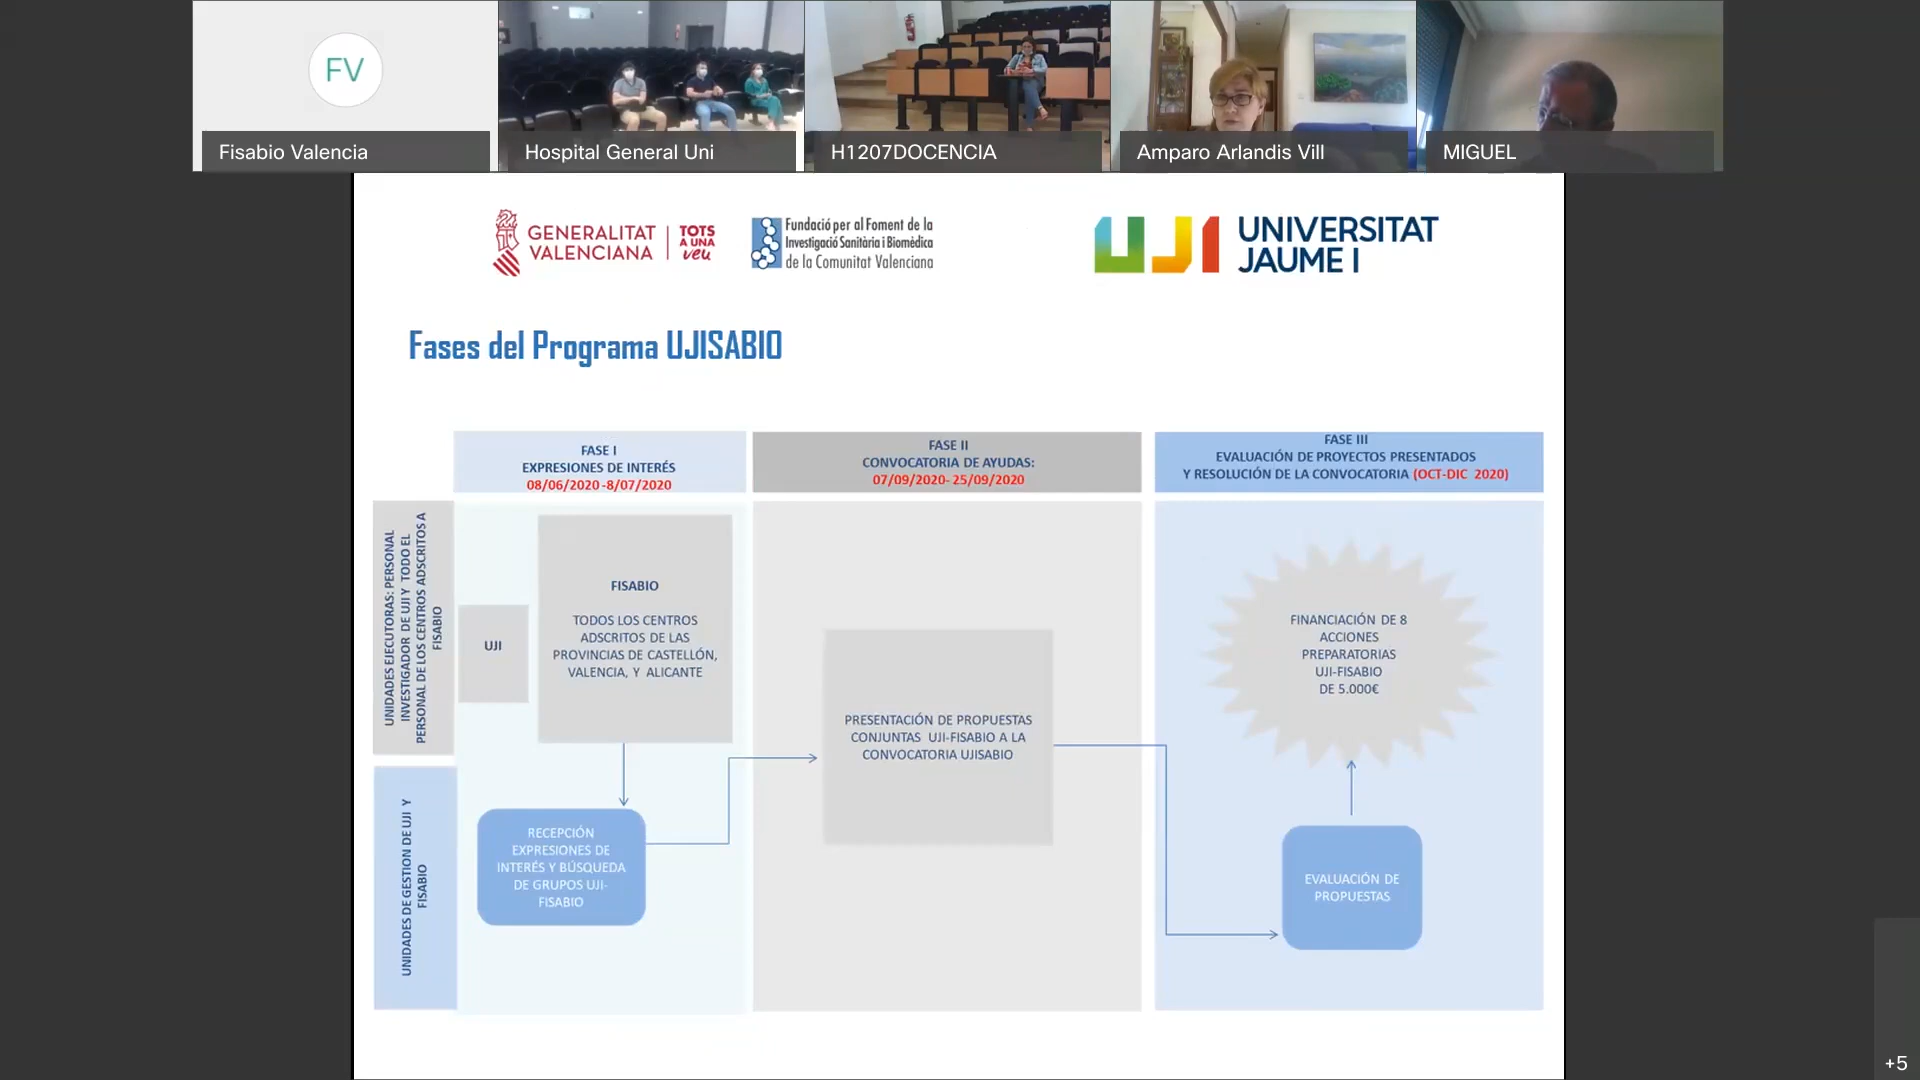 FV
Fisabio Valencia
Hospital General Uni
H1207DOCENCIA
Amparo Arlandis Vill
MIGUEL
GENERALITAT
VALENCIANA
TOTS
A UNA
veu
Fundació per al Foment de la
Investigació Sanitària i Biomèdica
de la Comunitat Valenciana
UJI
UNIVERSITAT
JAUME I
Fases del Programa UJISABIO
FASE I
EXPRESIONES DE INTERÉS
08/06/2020 -8/07/2020
FASE II
CONVOCATORIA DE AYUDAS:
07/09/2020- 25/09/2020
FASE III
EVALUACIÓN DE PROYECTOS PRESENTADOS
Y RESOLUCIÓN DE LA CONVOCATORIA (OCT-DIC 2020)
UNIDADES EJECUTORAS: PERSONAL
INVESTIGADOR DE UJI Y TODO EL
PERSONAL DE LOS CENTROS ADSCRITOS A
FISABIO
UJI
FISABIO
TODOS LOS CENTROS
ADSCRITOS DE LAS
PROVINCIAS DE CASTELLÓN,
VALENCIA, Y ALICANTE
PRESENTACIÓN DE PROPUESTAS
CONJUNTAS UJI-FISABIO A LA
CONVOCATORIA UJISABIO
FINANCIACIÓN DE 8
ACCIONES
PREPARATORIAS
UJI-FISABIO
DE 5.000€
UNIDADES DE GESTION DE UJI Y
FISABIO
RECEPCIÓN
EXPRESIONES DE
INTERÉS Y BÚSQUEDA
DE GRUPOS UJI-
FISABIO
EVALUACIÓN DE
PROPUESTAS
+5